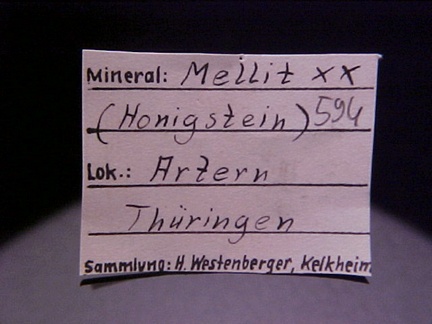 Mineral: Mellit xx
(Honigstein) 594
Lok.: Artern
Thüringen
Sammlung: H. Westenberger, Kelkheim